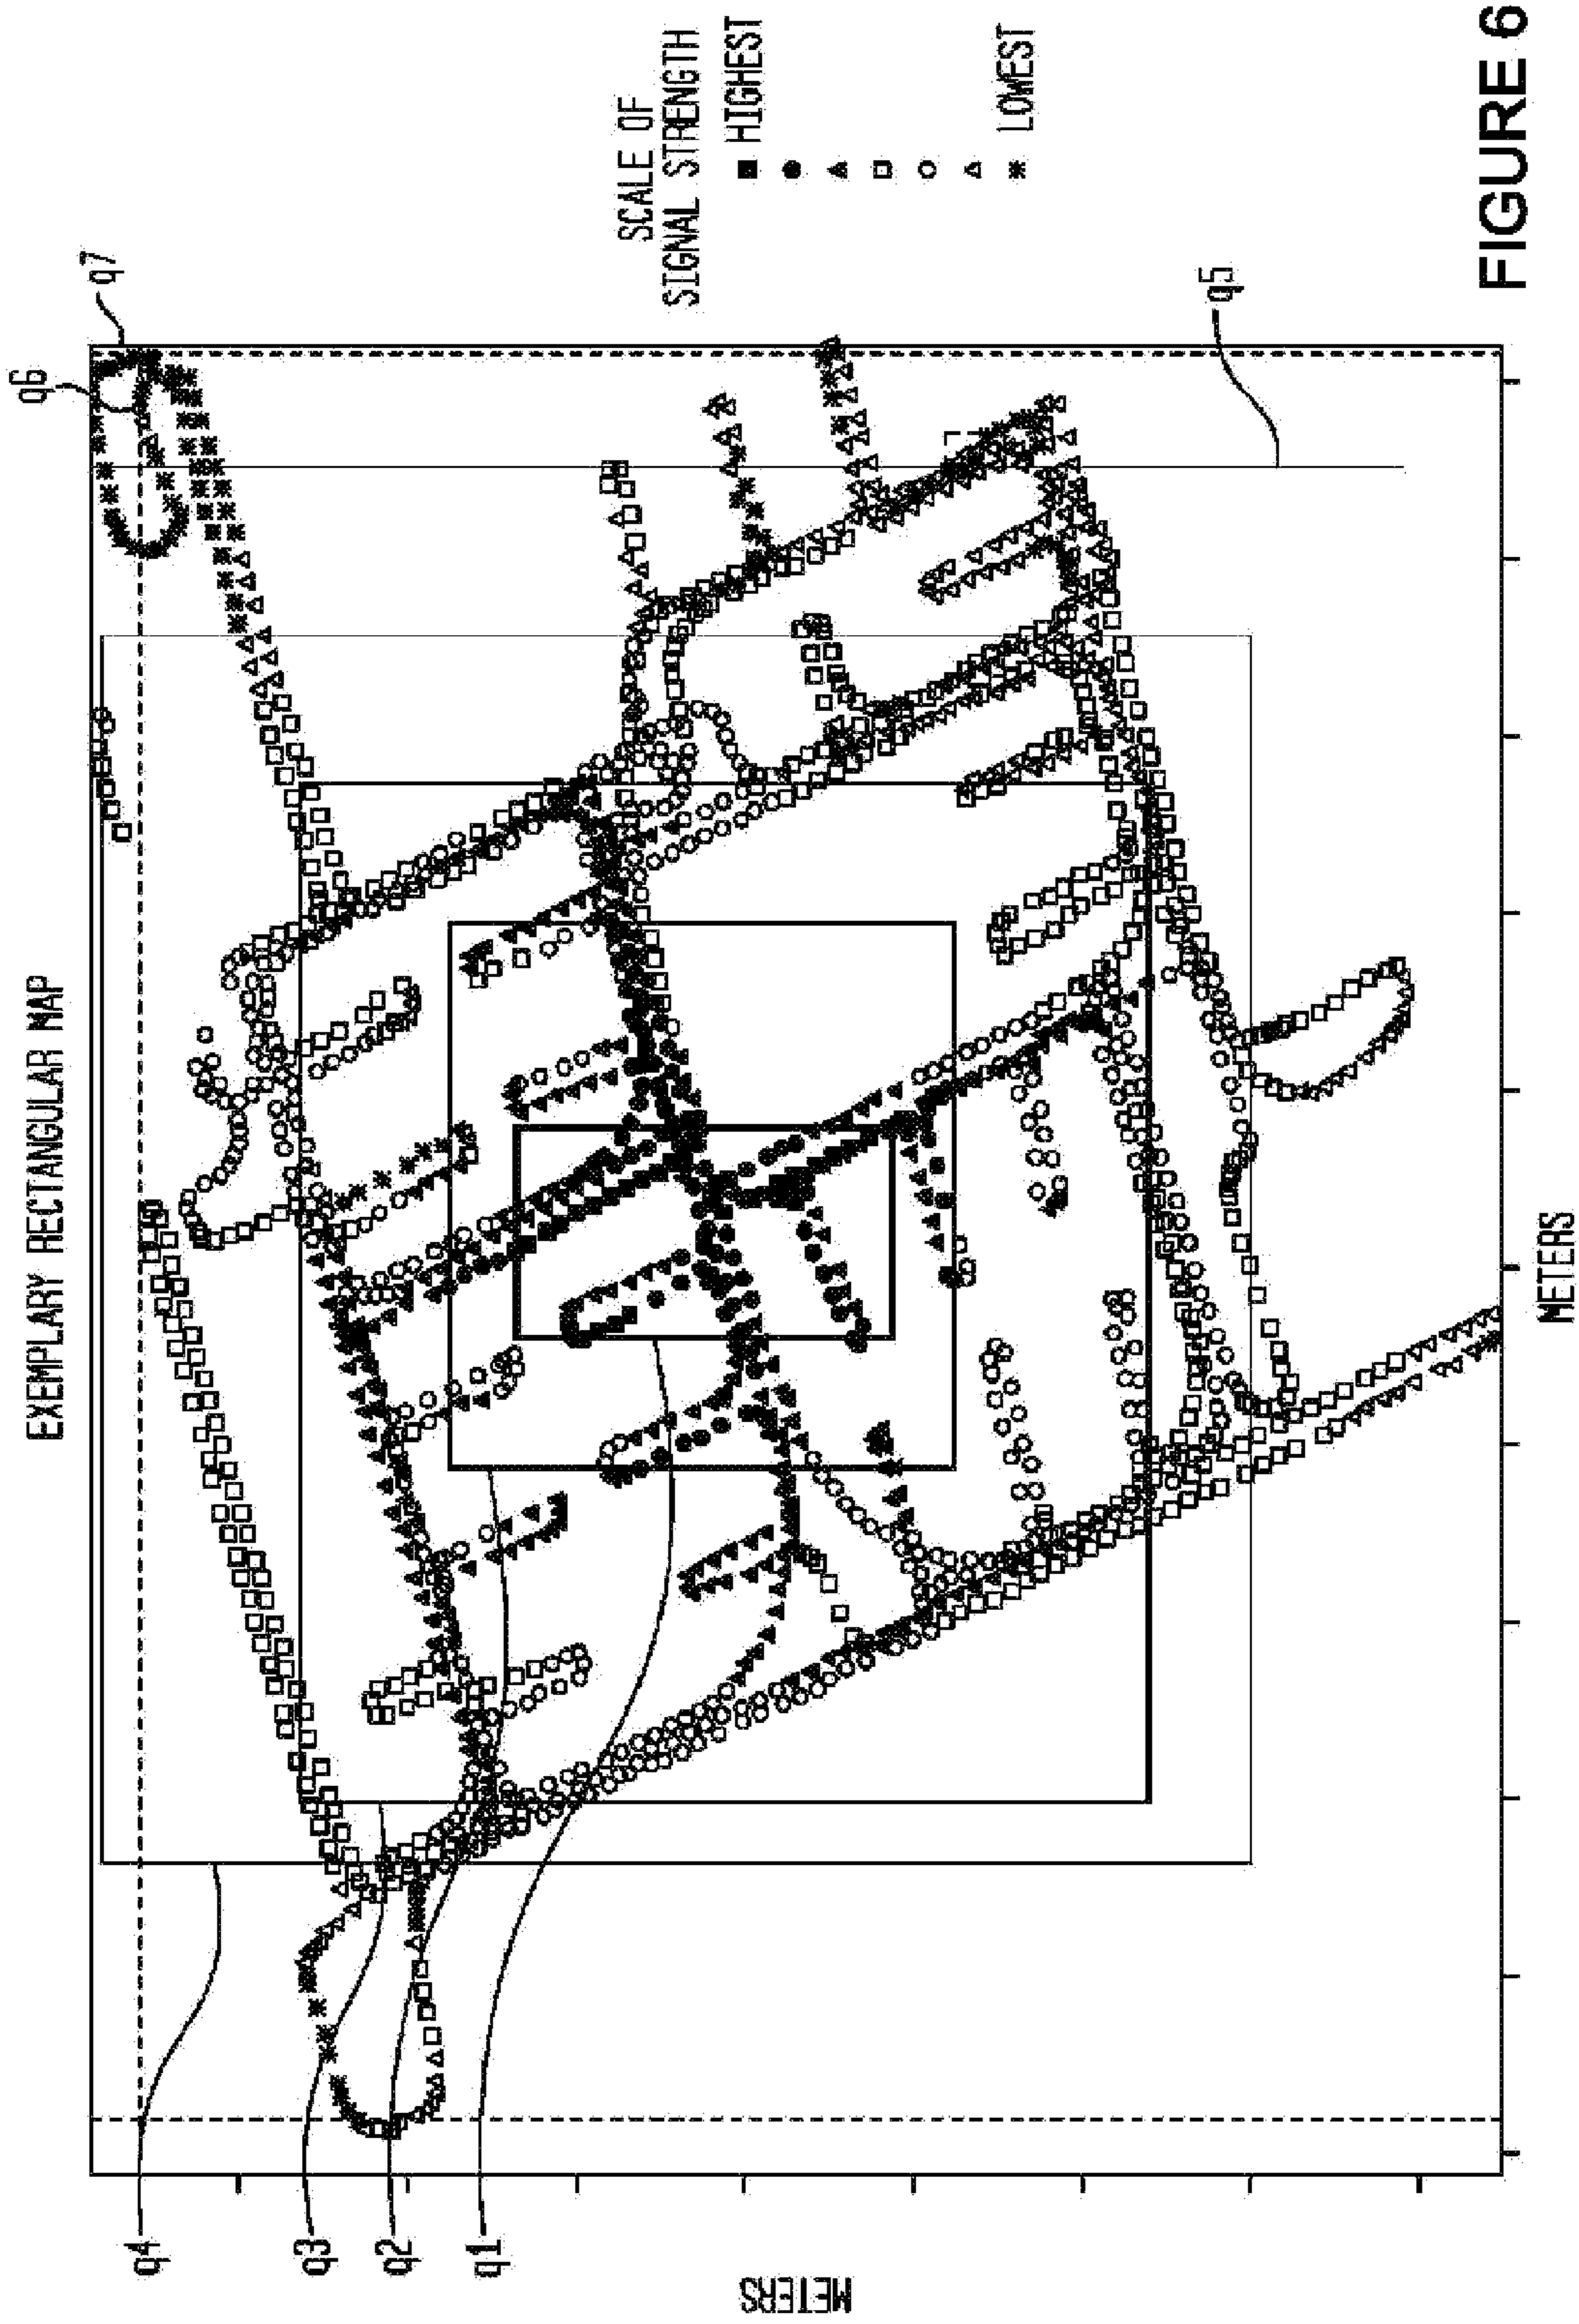 EXEMPLARY RECTANGULAR MAP
q4
q3
q2
q1
q6
q7
q5
METERS
METERS
SCALE OF
SIGNAL STRENGTH
HIGHEST
LOWEST
FIGURE 6